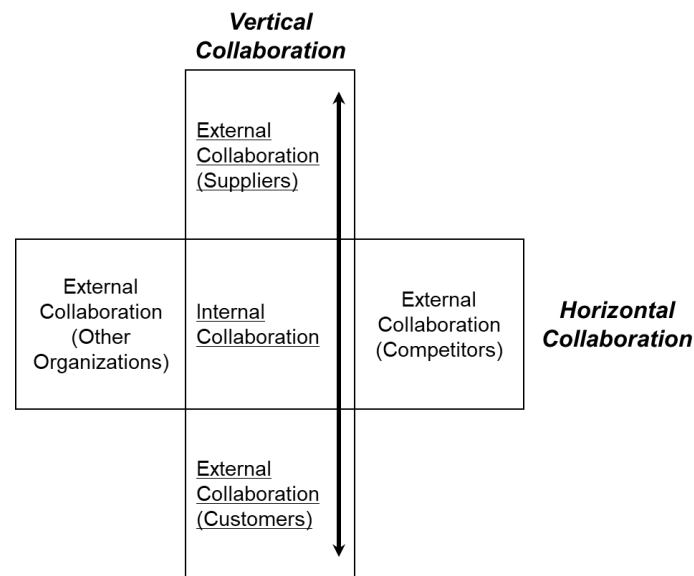 Vertical
Collaboration
External
Collaboration
(Suppliers)
External
Collaboration
(Other
Organizations)
Internal
Collaboration
External
Collaboration
(Competitors)
Horizontal
Collaboration
External
Collaboration
(Customers)